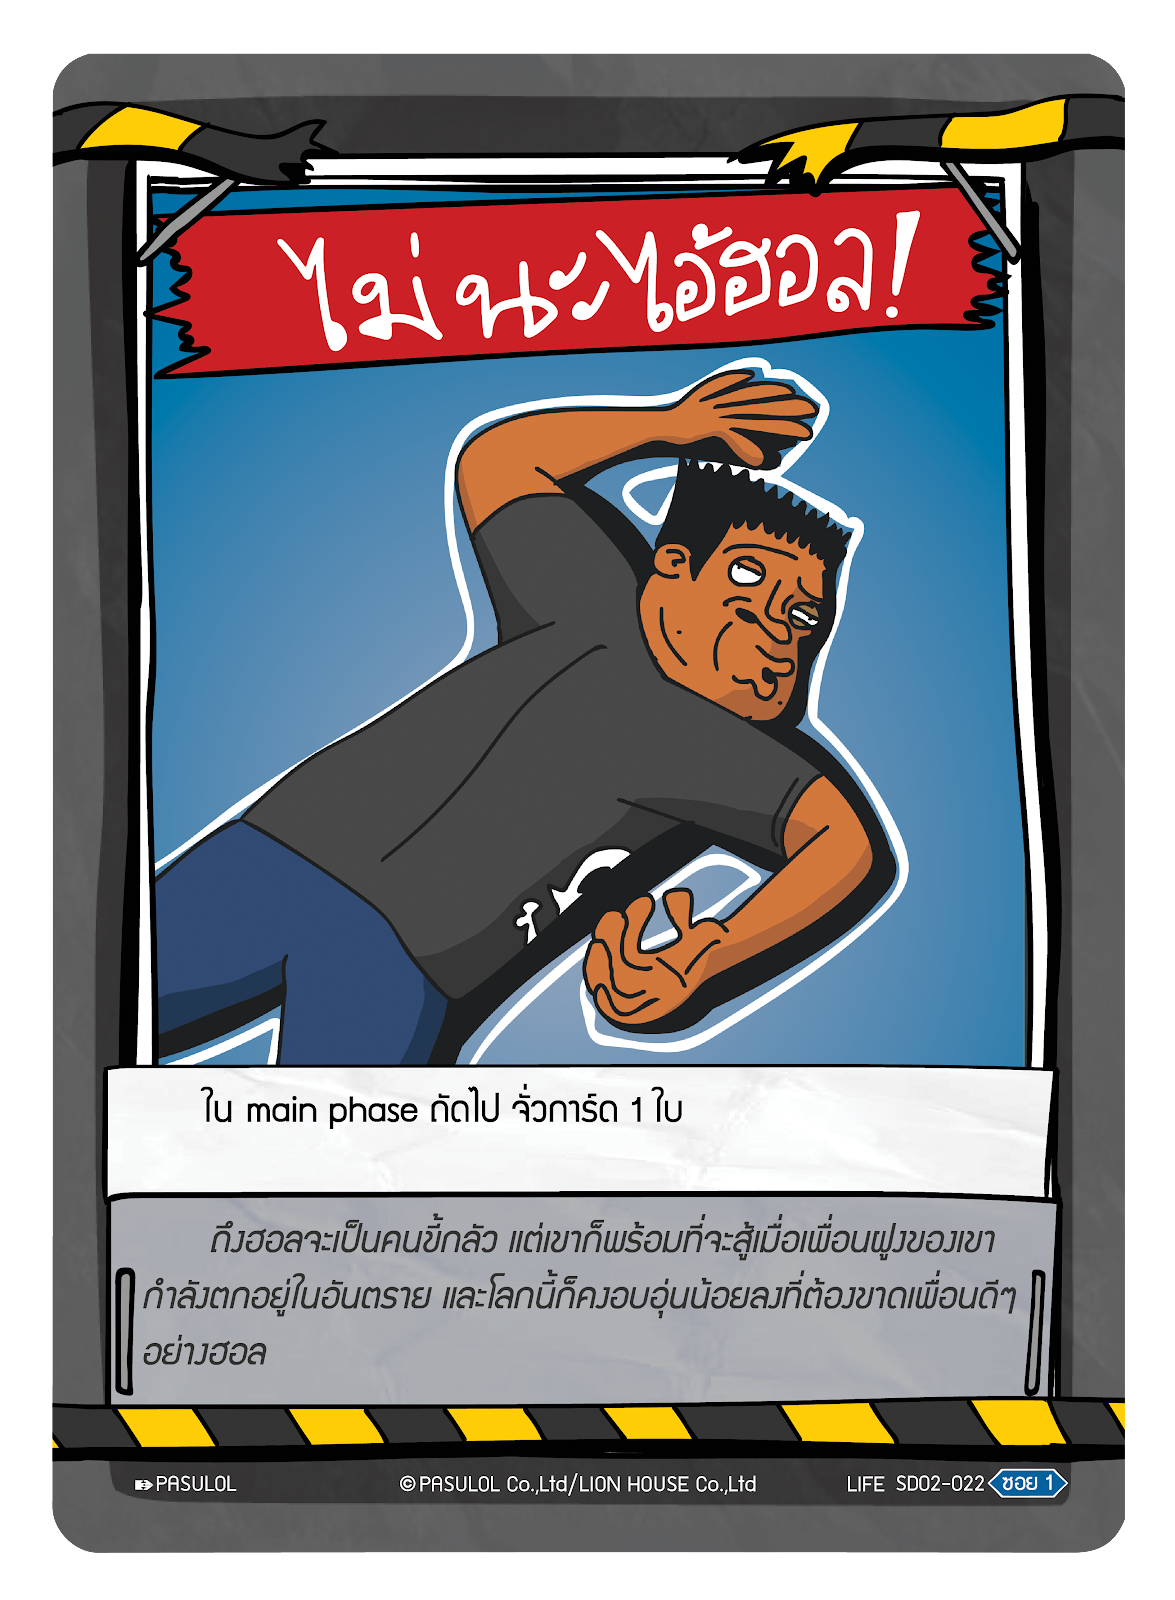 ไม่นะไอ้ฮอล!
ใน main phase ถัดไป จั่วการ์ด 1 ใบ
ถึงฮอลจะเป็นคนขี้กลัว แต่เขาก็พร้อมที่จะสู้เมื่อเพื่อนฝูงของเขา
กำลังตกอยู่ในอันตราย และโลกนี้ก็คงอบอุ่นน้อยลงที่ต้องขาดเพื่อนดีๆ
อย่างฮอล
PASULOL ©PASULOL Co.,Ltd/LION HOUSE Co.,Ltd LIFE SD02-022 ซอย 1